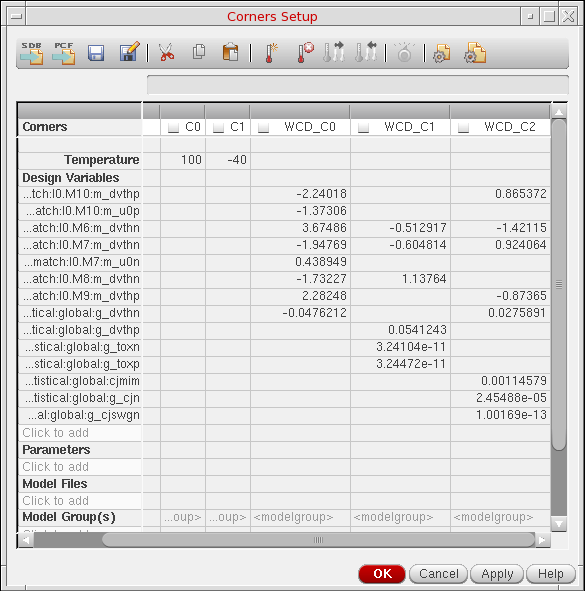 Corners Setup
SDB PCF
Corners C0 C1 WCD_C0 WCD_C1 WCD_C2
Temperature 100 -40
Design Variables
...tch:I0.M10:m_dvthp -2.24018 0.865372
...atch:I0.M10:m_u0p -1.37306
...atch:I0.M6:m_dvthn 3.67486 -0.512917 -1.42115
...atch:I0.M7:m_dvthn -1.94769 -0.604814 0.924064
...match:I0.M7:m_u0n 0.438949
...atch:I0.M8:m_dvthn -1.73227 1.13764
...atch:I0.M9:m_dvthp 2.28248 -0.87365
...tical:global:g_dvthn -0.0476212 0.0275891
...tical:global:g_dvthp 0.0541243
...stical:global:g_toxn 3.24104e-11
...stical:global:g_toxp 3.24472e-11
...tistical:global:cjmim 0.00114579
...tistical:global:g_cjn 2.45488e-05
...al:global:g_cjswgn 1.00169e-13
Click to add
Parameters
Click to add
Model Files
Click to add
Model Group(s) ...oup> ...oup> <modelgroup> <modelgroup> <modelgroup>
OK Cancel Apply Help